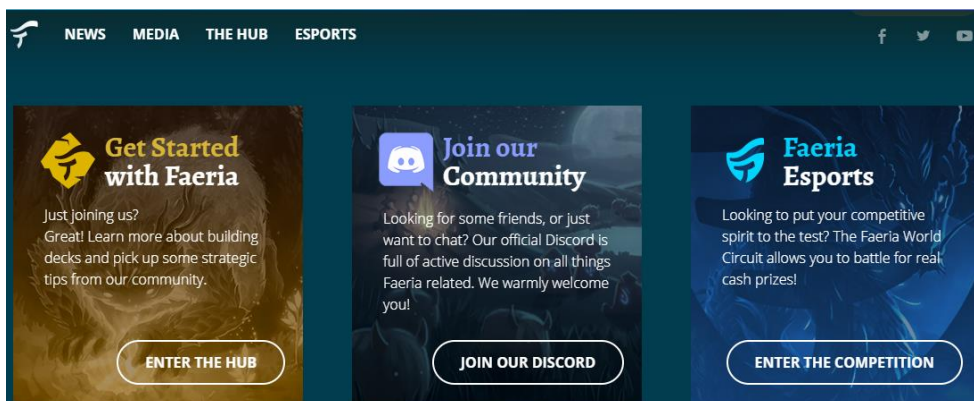 NEWS MEDIA THE HUB ESPORTS
Get Started
with Faeria
Just joining us?
Great! Learn more about building
decks and pick up some strategic
tips from our community.
ENTER THE HUB
Join our
Community
Looking for some friends, or just
want to chat? Our official Discord is
full of active discussion on all things
Faeria related. We warmly welcome
you!
JOIN OUR DISCORD
Faeria
Esports
Looking to put your competitive
spirit to the test? The Faeria World
Circuit allows you to battle for real
cash prizes!
ENTER THE COMPETITION